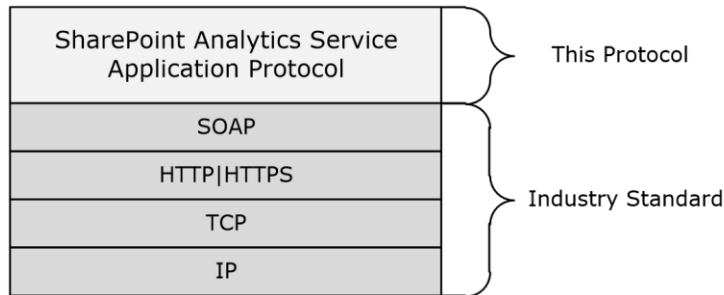 SharePoint Analytics Service
Application Protocol
This Protocol
SOAP
HTTP|HTTPS
TCP
IP
Industry Standard